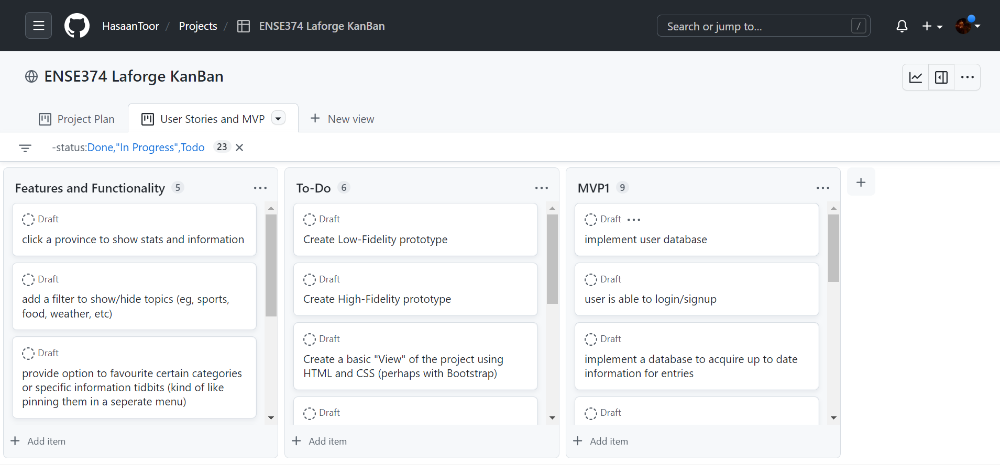 HasaanToor / Projects / ENSE374 Laforge KanBan
Search or jump to... /
ENSE374 Laforge KanBan
Project Plan
User Stories and MVP
New view
-status:Done,"In Progress",Todo 23
Features and Functionality 5
Draft
click a province to show stats and information
Draft
add a filter to show/hide topics (eg, sports,
food, weather, etc)
Draft
provide option to favourite certain categories
or specific information tidbits (kind of like
pinning them in a seperate menu)
Add item
To-Do 6
Draft
Create Low-Fidelity prototype
Draft
Create High-Fidelity prototype
Draft
Create a basic "View" of the project using
HTML and CSS (perhaps with Bootstrap)
Draft
Add item
MVP1 9
Draft
implement user database
Draft
user is able to login/signup
Draft
implement a database to acquire up to date
information for entries
Draft
Add item